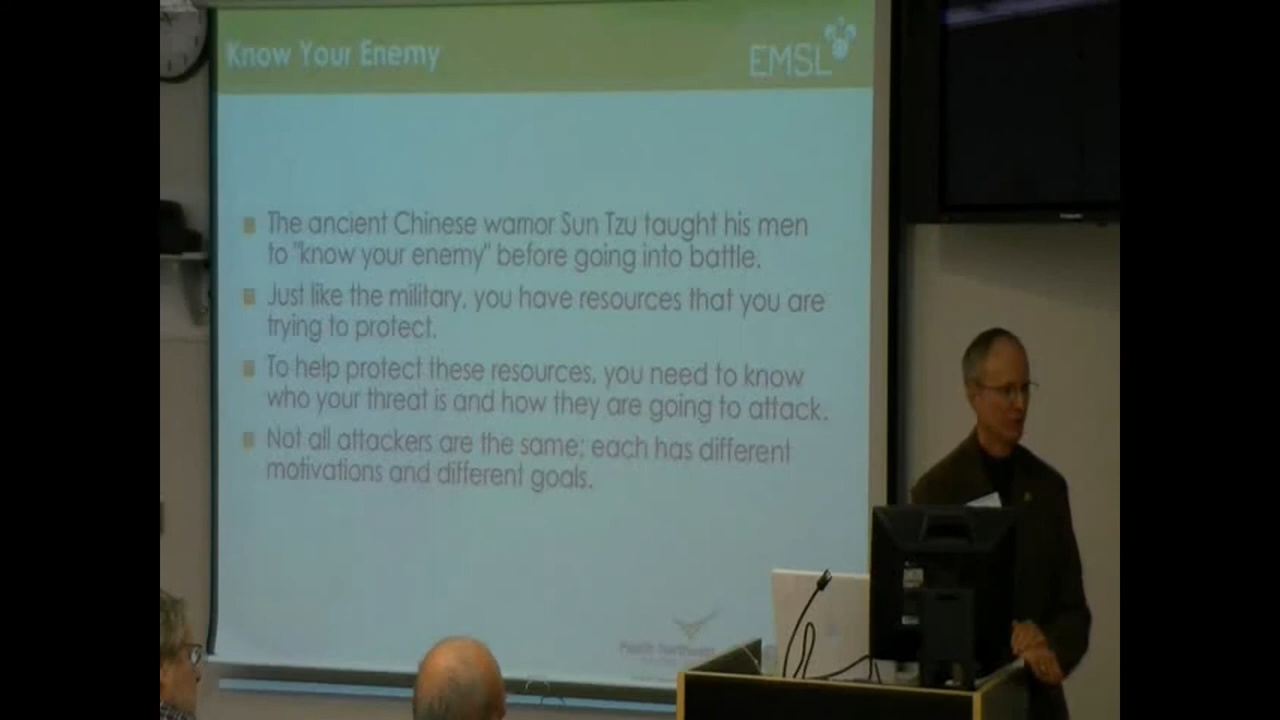 Know Your Enemy
EMSL
The ancient Chinese warrior Sun Tzu taught his men
to "know your enemy" before going into battle.
Just like the military, you have resources that you are
trying to protect.
To help protect these resources, you need to know
who your threat is and how they are going to attack.
Not all attackers are the same; each has different
motivations and different goals.
Pacific Northwest